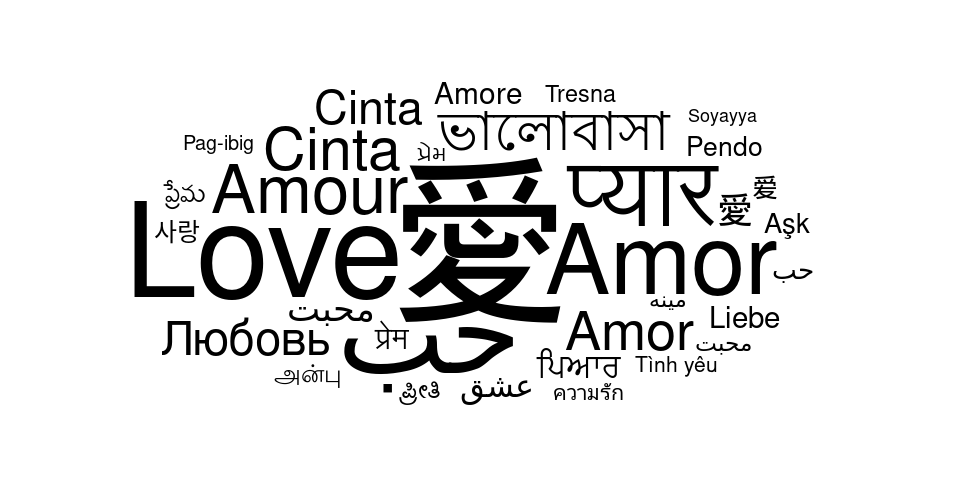 Cinta
Amore
Tresna
Soyayya
Pag-ibig
Cinta
પ્રેમ
ভালোবাসা
Pendo
ప్రేమ
Amour
愛
प्यार
愛
爱
사랑
Love
Amor
Aşk
حب
محبت
مينه
Любовь
प्रेम
حب
Amor
Liebe
محبت
அன்பு
ਪਿਆਰ
Tình yêu
ಪ್ರೀತಿ
عشق
ความรัก